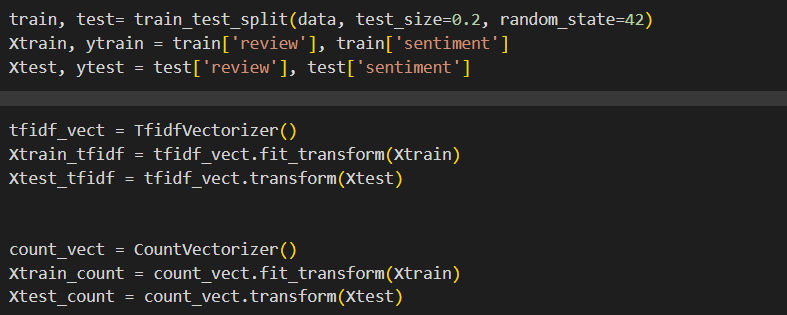 train, test= train_test_split(data, test_size=0.2, random_state=42)
Xtrain, ytrain = train['review'], train['sentiment']
Xtest, ytest = test['review'], test['sentiment']
tfidf_vect = TfidfVectorizer()
Xtrain_tfidf = tfidf_vect.fit_transform(Xtrain)
Xtest_tfidf = tfidf_vect.transform(Xtest)
count_vect = CountVectorizer()
Xtrain_count = count_vect.fit_transform(Xtrain)
Xtest_count = count_vect.transform(Xtest)